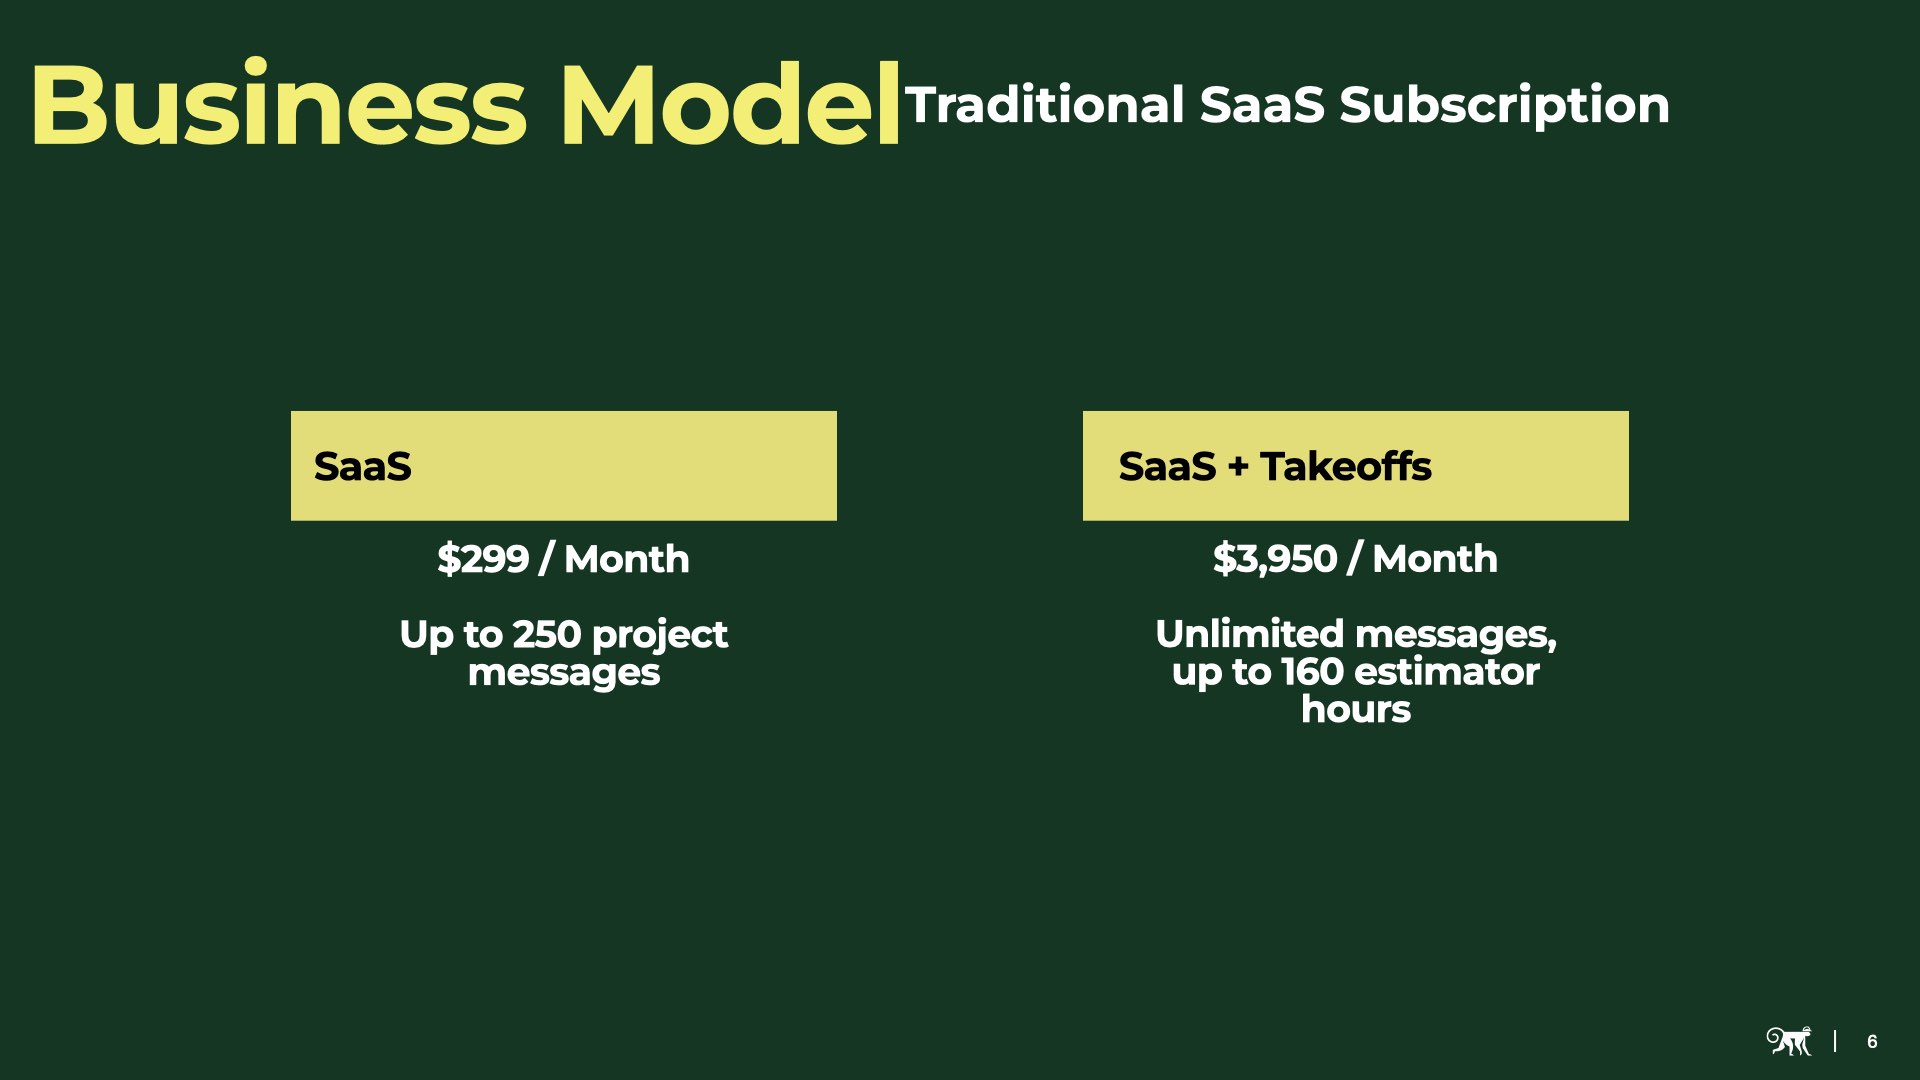 Business Model
Traditional SaaS Subscription
SaaS
$299 / Month
Up to 250 project
messages
SaaS + Takeoffs
$3,950 / Month
Unlimited messages,
up to 160 estimator
hours
6